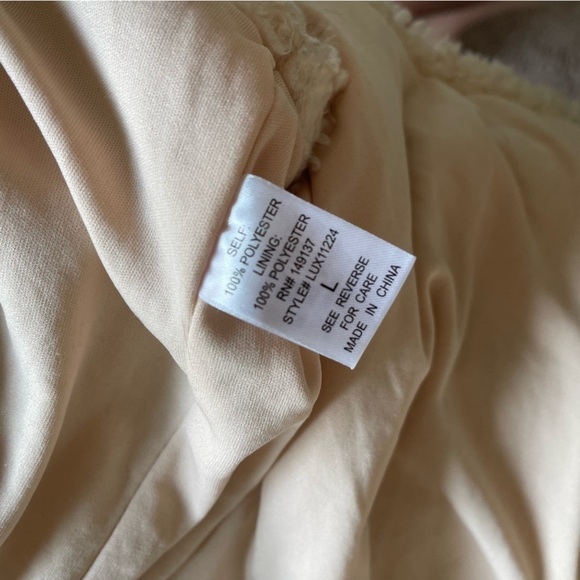 SELF:
100% POLYESTER
LINING:
100% POLYESTER
RN# 149137
STYLE# LUX11224
L
SEE REVERSE
FOR CARE
MADE IN CHINA